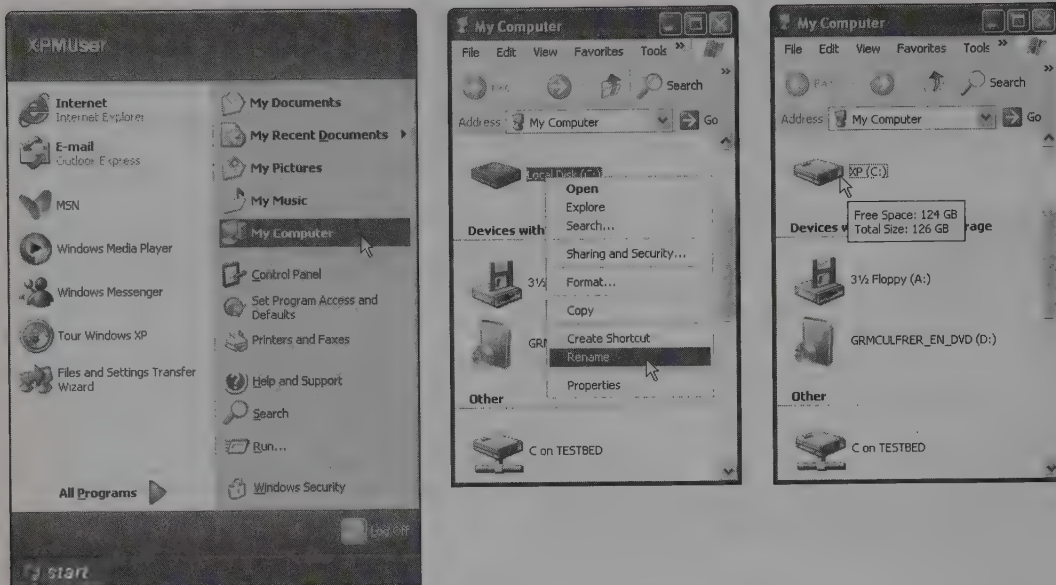 XPMUser
Internet
Internet Explorer
E-mail
Outlook Express
MSN
Windows Media Player
Windows Messenger
Tour Windows XP
Files and Settings Transfer
Wizard
All Programs
My Documents
My Recent Documents
My Pictures
My Music
My Computer
Control Panel
Set Program Access and
Defaults
Printers and Faxes
Help and Support
Search
Run...
Windows Security
Log Off
start
My Computer
File Edit View Favorites Tools »
Search »
Address My Computer Go
Local Disk (C:)
Open
Explore
Search...
Sharing and Security...
Format...
Copy
Create Shortcut
Rename
Properties
Devices with
3½
GRM
Other
C on TESTBED
My Computer
File Edit View Favorites Tools »
Search »
Address My Computer Go
XP (C:)
Free Space: 124 GB
Total Size: 126 GB
Devices w rage
3½ Floppy (A:)
GRMCULFRER_EN_DVD (D:)
Other
C on TESTBED